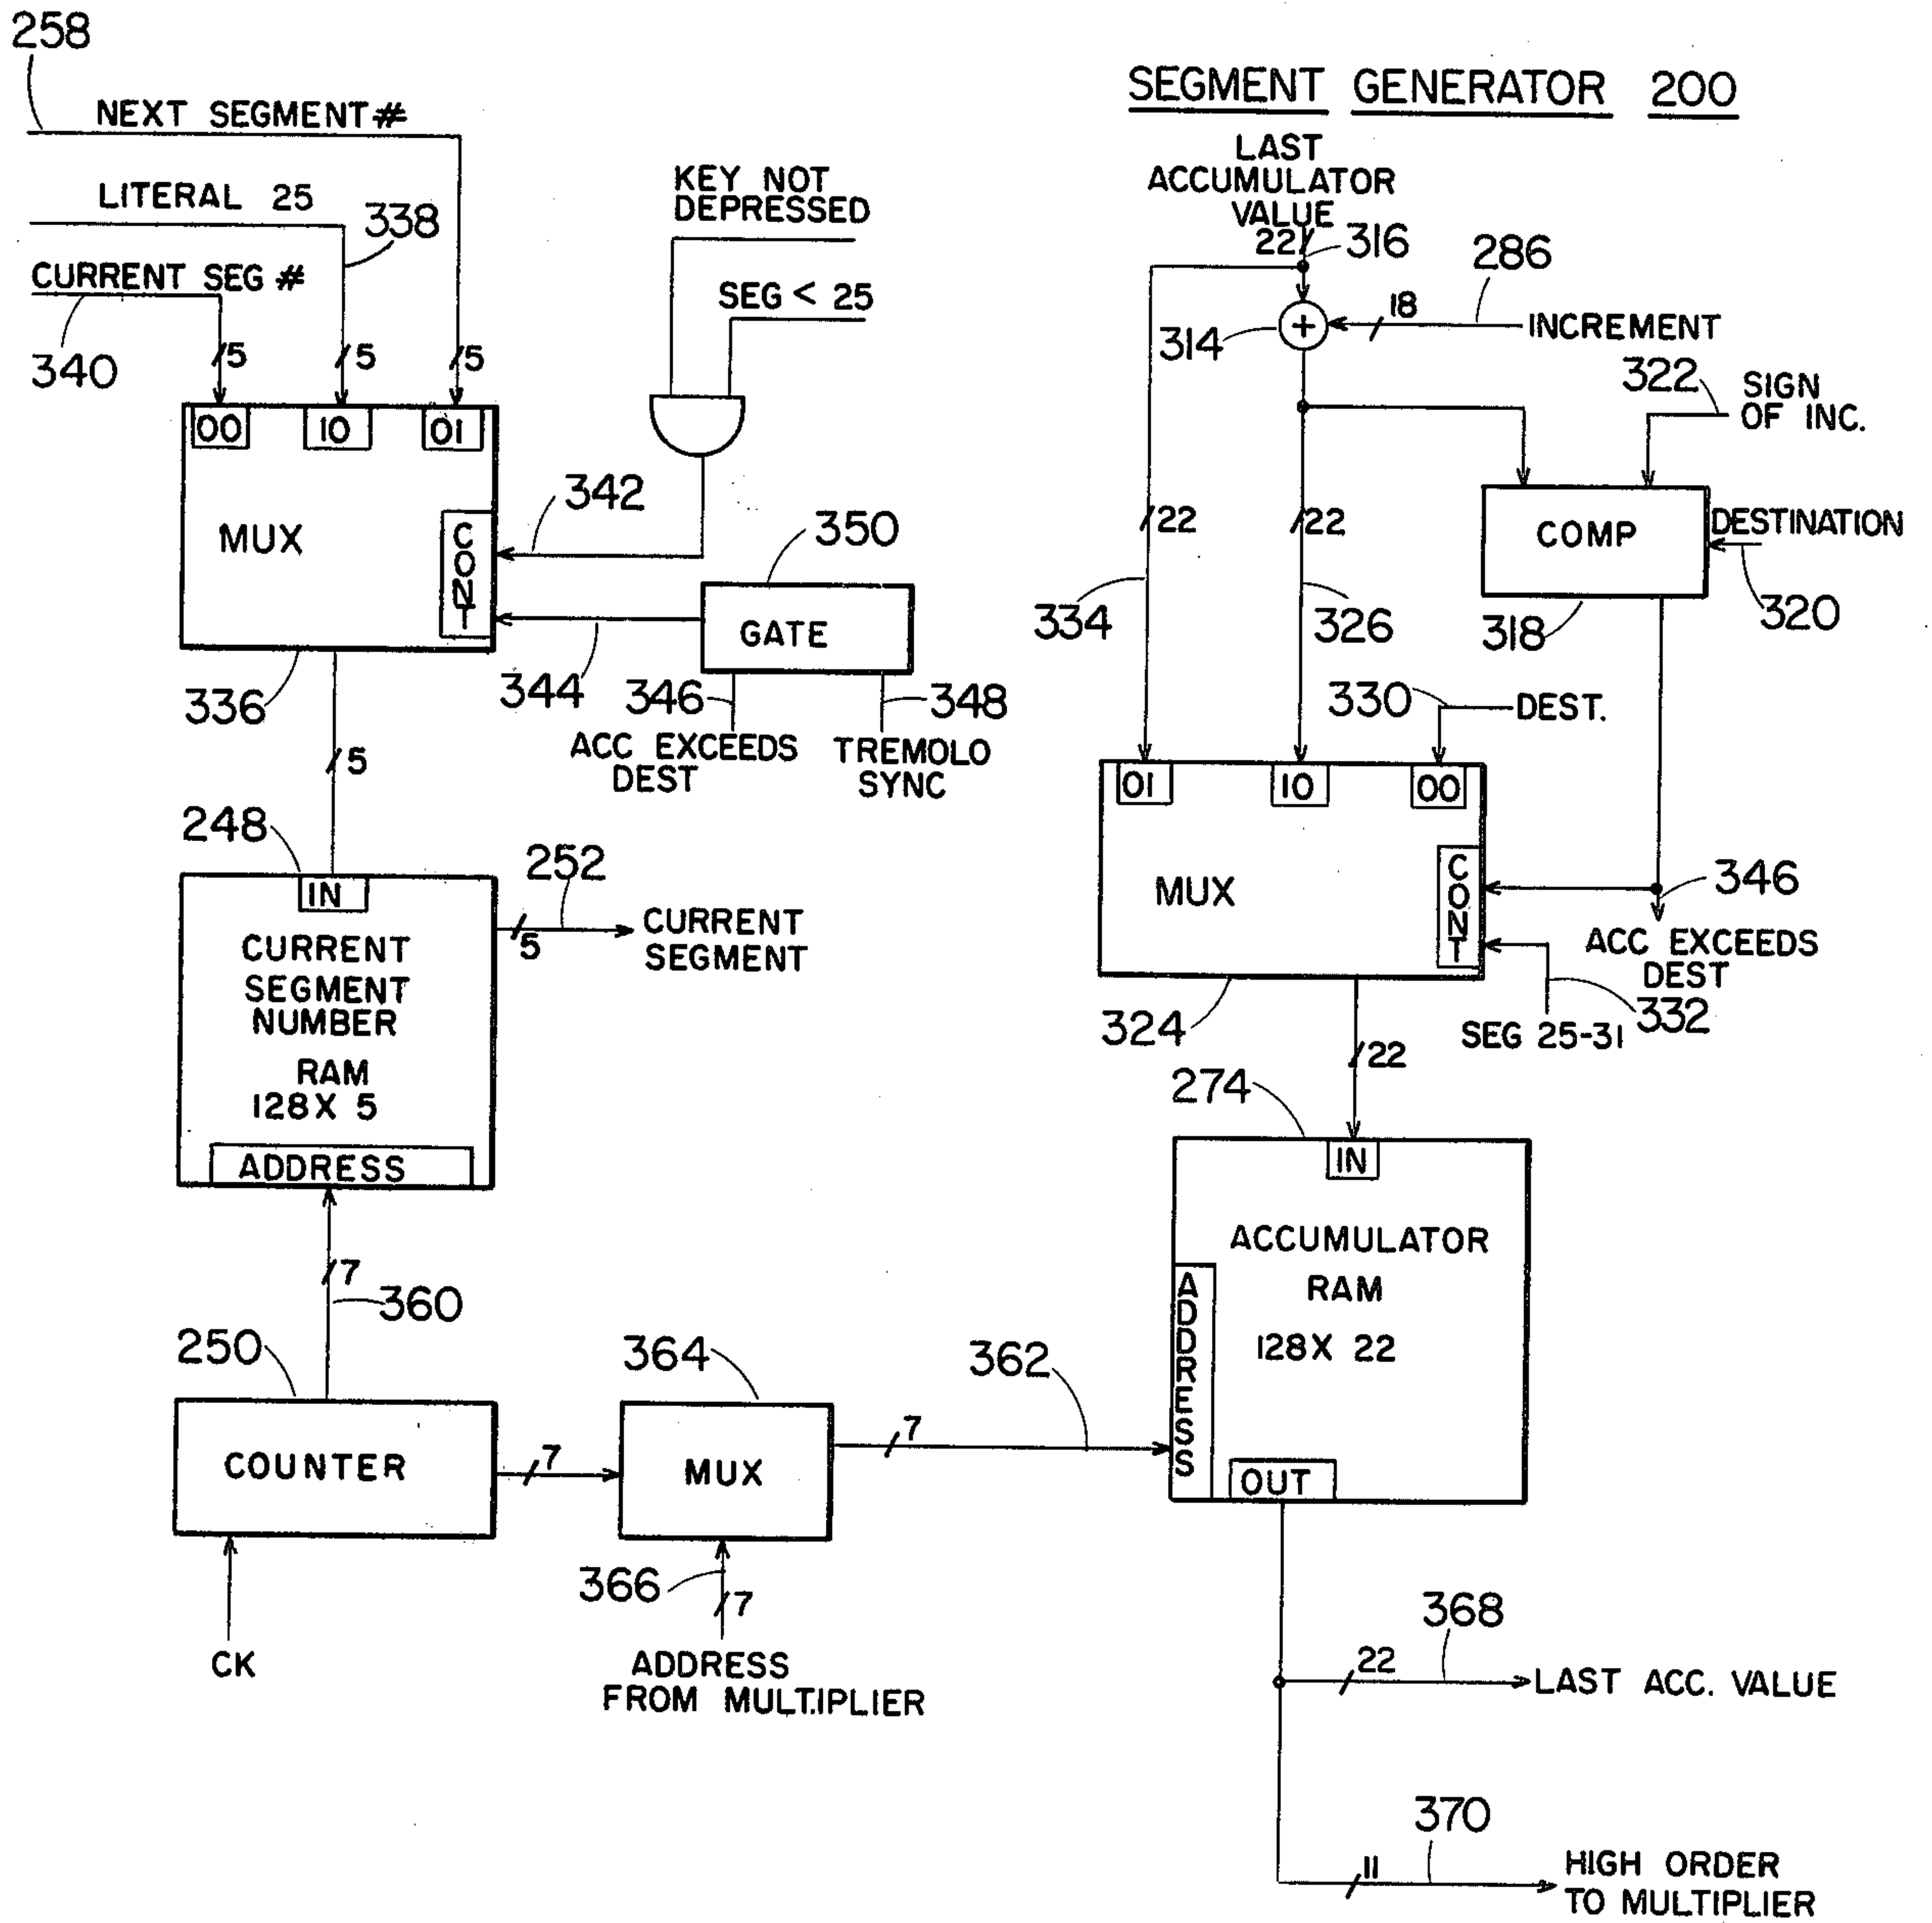 258
SEGMENT GENERATOR 200
NEXT SEGMENT #
LITERAL 25
338
CURRENT SEG #
340
5
5
5
00
10
01
MUX
CONT
336
KEY NOT
DEPRESSED
SEG < 25
342
350
GATE
344
346
348
ACC EXCEEDS
DEST
TREMOLO
SYNC
5
248
IN
252
5
CURRENT
SEGMENT
CURRENT
SEGMENT
NUMBER
RAM
128X 5
ADDRESS
7
360
250
COUNTER
CK
7
364
MUX
366
7
ADDRESS
FROM MULTIPLIER
7
362
LAST
ACCUMULATOR
VALUE
22
316
286
18
INCREMENT
314
322
SIGN
OF INC.
COMP
DESTINATION
320
318
22
22
334
326
330
DEST.
01
10
00
MUX
CONT
346
ACC EXCEEDS
DEST
332
SEG 25-31
324
22
274
IN
ACCUMULATOR
RAM
128X 22
ADDRESS
OUT
368
22
LAST ACC. VALUE
370
11
HIGH ORDER
TO MULTIPLIER